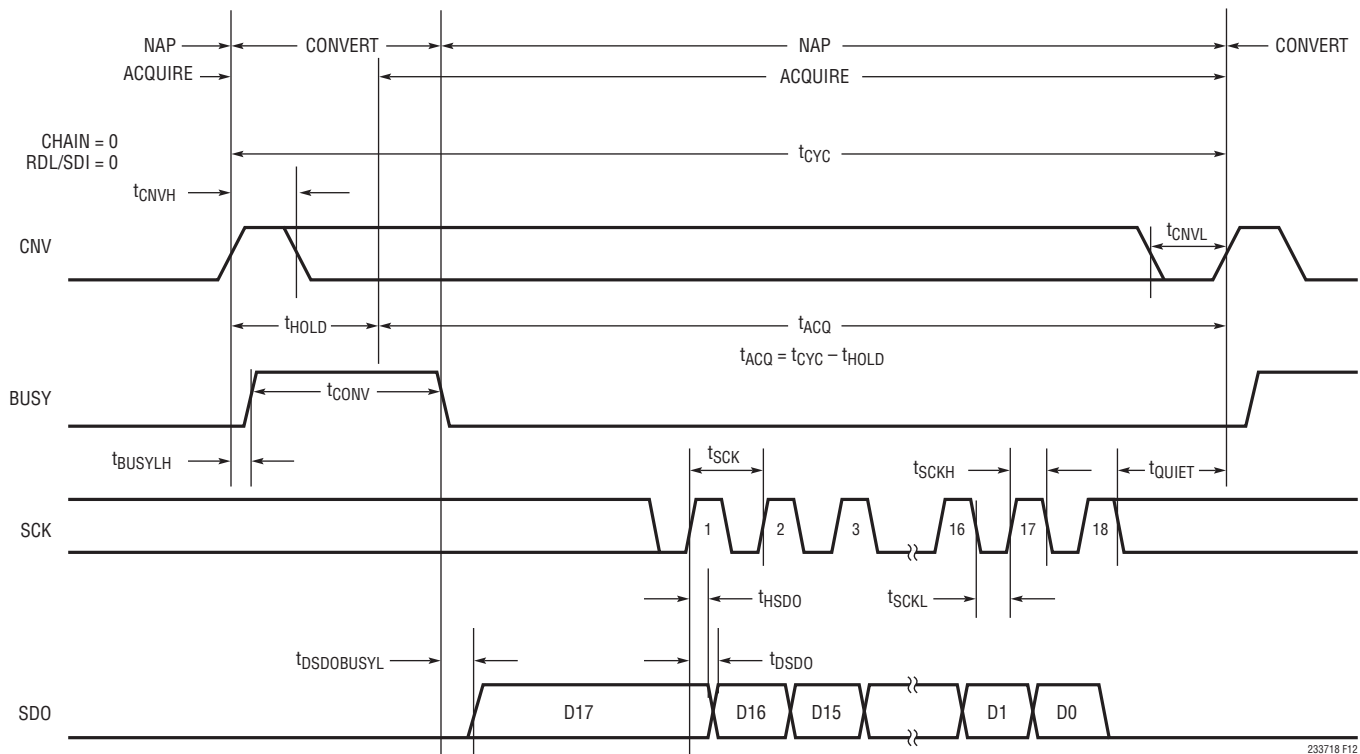 NAP CONVERT NAP CONVERT
ACQUIRE ACQUIRE
CHAIN = 0
RDL/SDI = 0
tCYC
tCNVH
CNV
tCNVL
tHOLD tACQ
tACQ = tCYC – tHOLD
BUSY
tCONV
tBUSYLH
tSCK tSCKH tQUIET
SCK
1 2 3 16 17 18
tHSDO tSCKL
tDSDOBUSYL tDSDO
SDO
D17 D16 D15 D1 D0
233718 F12